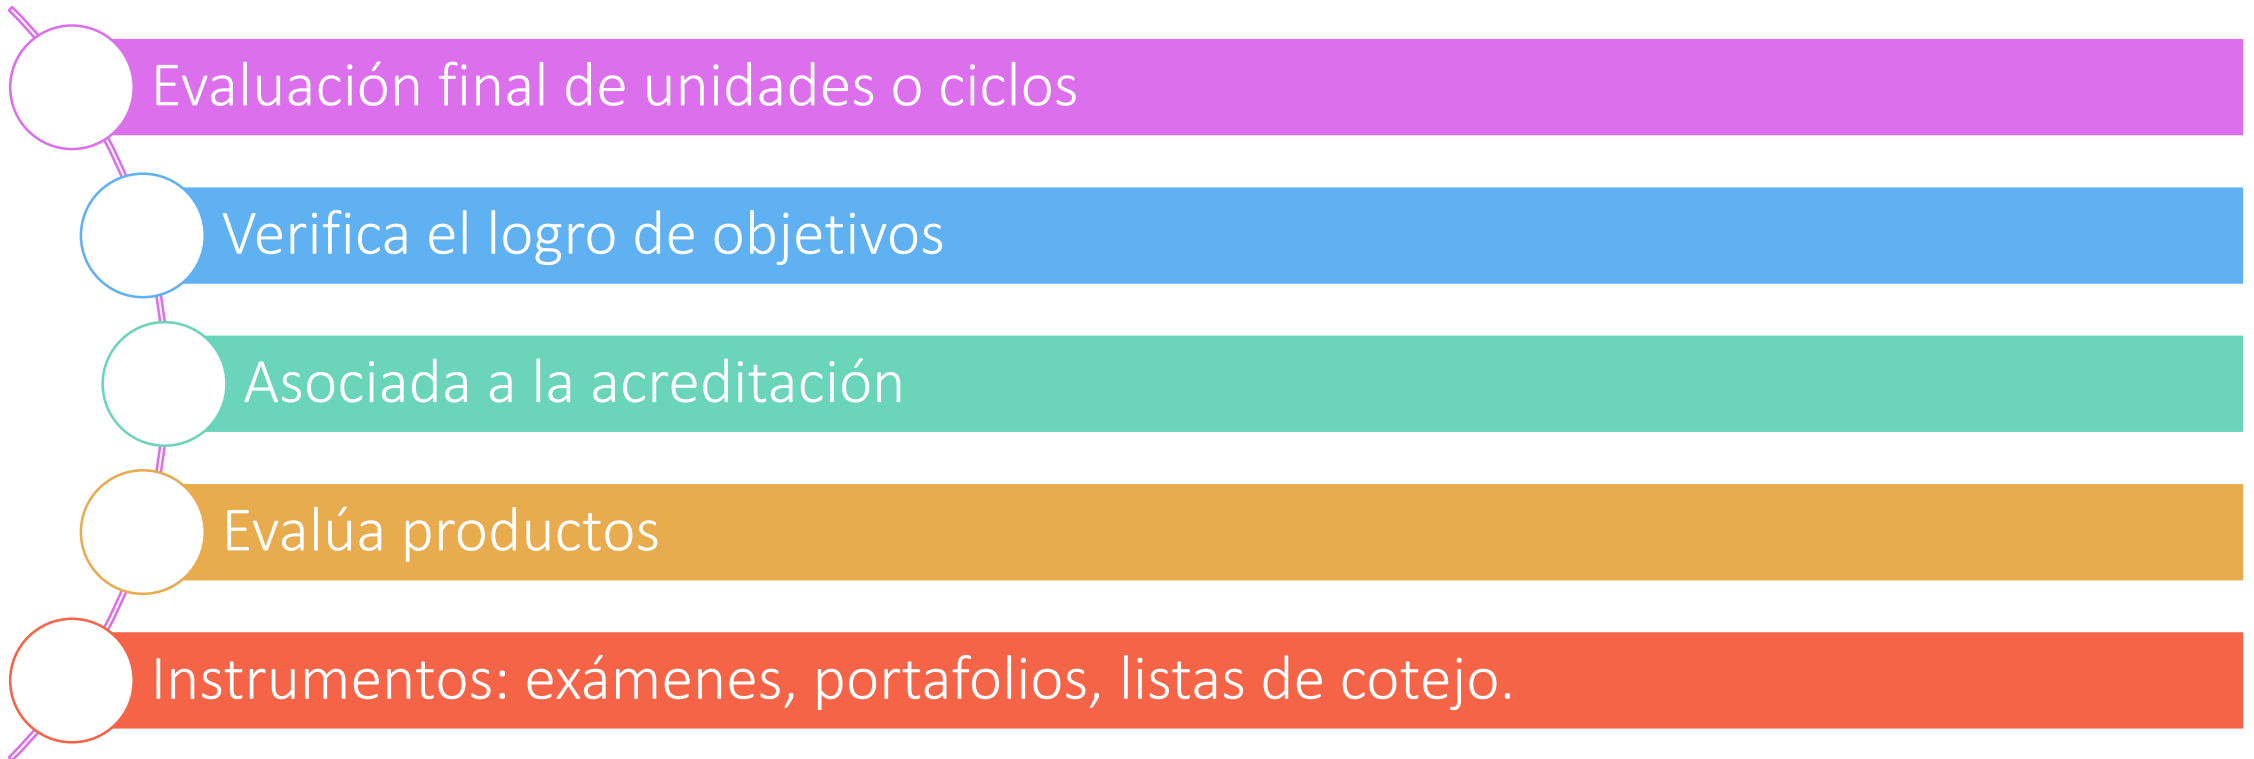 Evaluación final de unidades o ciclos
Verifica el logro de objetivos
Asociada a la acreditación
Evalúa productos
Instrumentos: exámenes, portafolios, listas de cotejo.